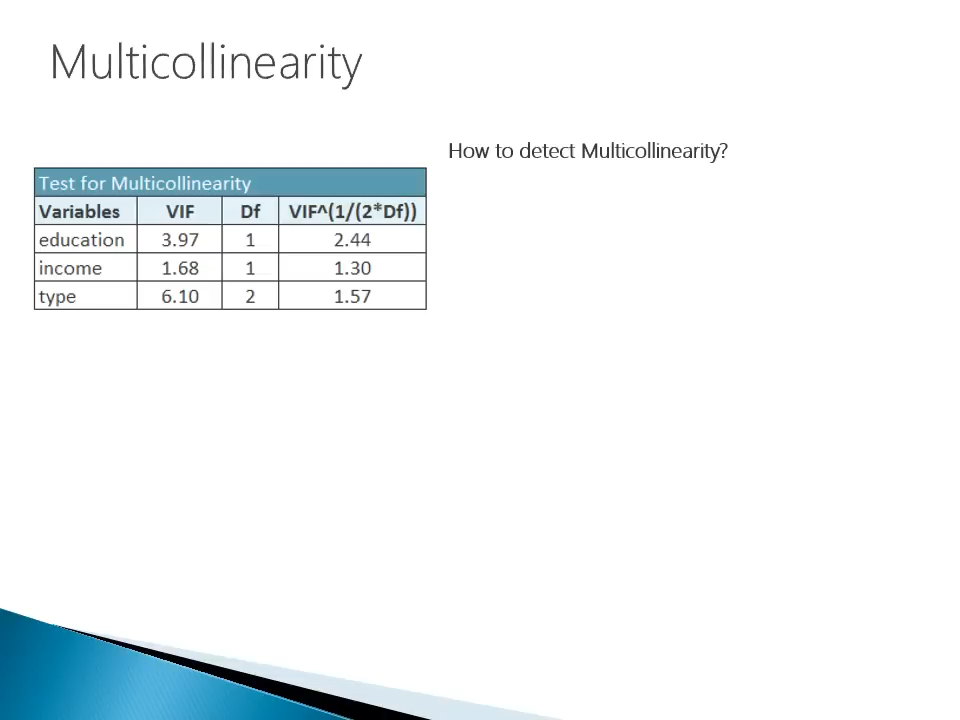 Multicollinearity
How to detect Multicollinearity?
Test for Multicollinearity
Variables VIF Df VIF^(1/(2*Df))
education 3.97 1 2.44
income 1.68 1 1.30
type 6.10 2 1.57